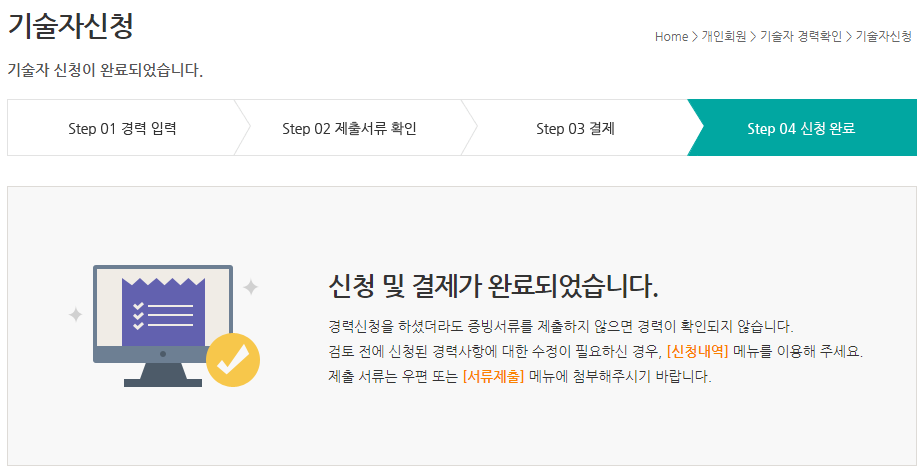 기술자신청
Home > 개인회원 > 기술자 경력확인 > 기술자신청
기술자 신청이 완료되었습니다.
Step 01 경력 입력
Step 02 제출서류 확인
Step 03 결제
Step 04 신청 완료
신청 및 결제가 완료되었습니다.
경력신청을 하셨더라도 증빙서류를 제출하지 않으면 경력이 확인되지 않습니다.
검토 전에 신청된 경력사항에 대한 수정이 필요하신 경우, [신청내역] 메뉴를 이용해 주세요.
제출 서류는 우편 또는 [서류제출] 메뉴에 첨부해주시기 바랍니다.